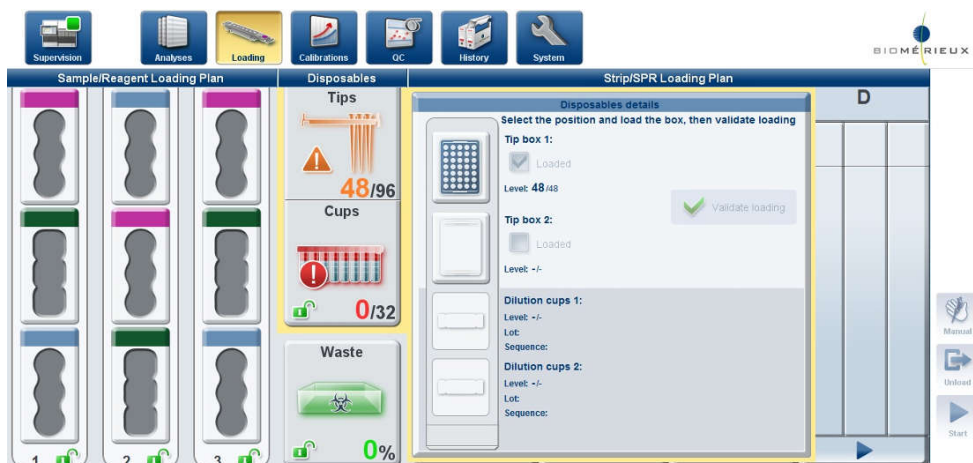 Supervision
Analyses
Loading
Calibrations
QC
History
System
BIOMÉRIEUX
Sample/Reagent Loading Plan
Disposables
Strip/SPR Loading Plan
Tips
48/96
Cups
0/32
Waste
0%
Disposables details
Select the position and load the box, then validate loading
Tip box 1:
Loaded
Level: 48/48
Validate loading
Tip box 2:
Loaded
Level: -/-
Dilution cups 1:
Level: -/-
Lot:
Sequence:
Dilution cups 2:
Level: -/-
Lot:
Sequence:
D
Manual
Unload
Start
1
2
3